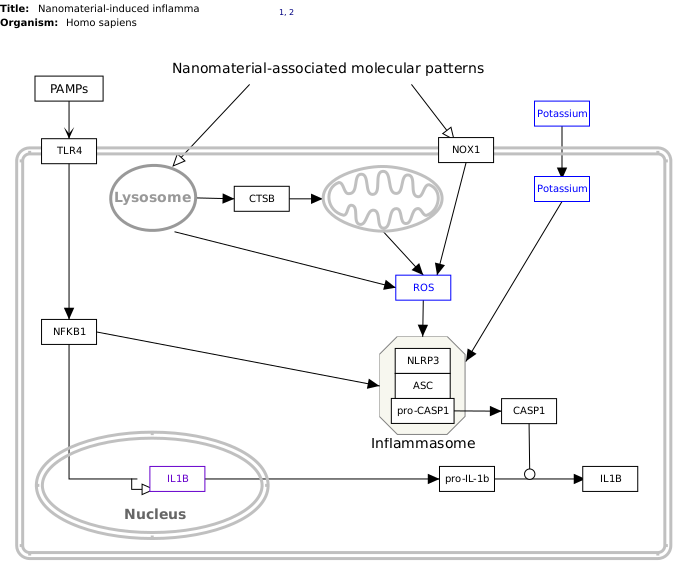 Title: Nanomaterial-induced inflamma
1, 2
Organism: Homo sapiens
Nanomaterial-associated molecular patterns
PAMPs
Potassium
TLR4
NOX1
Lysosome
CTSB
Potassium
ROS
NFKB1
NLRP3
ASC
pro-CASP1
CASP1
Inflammasome
IL1B
pro-IL-1b
IL1B
Nucleus